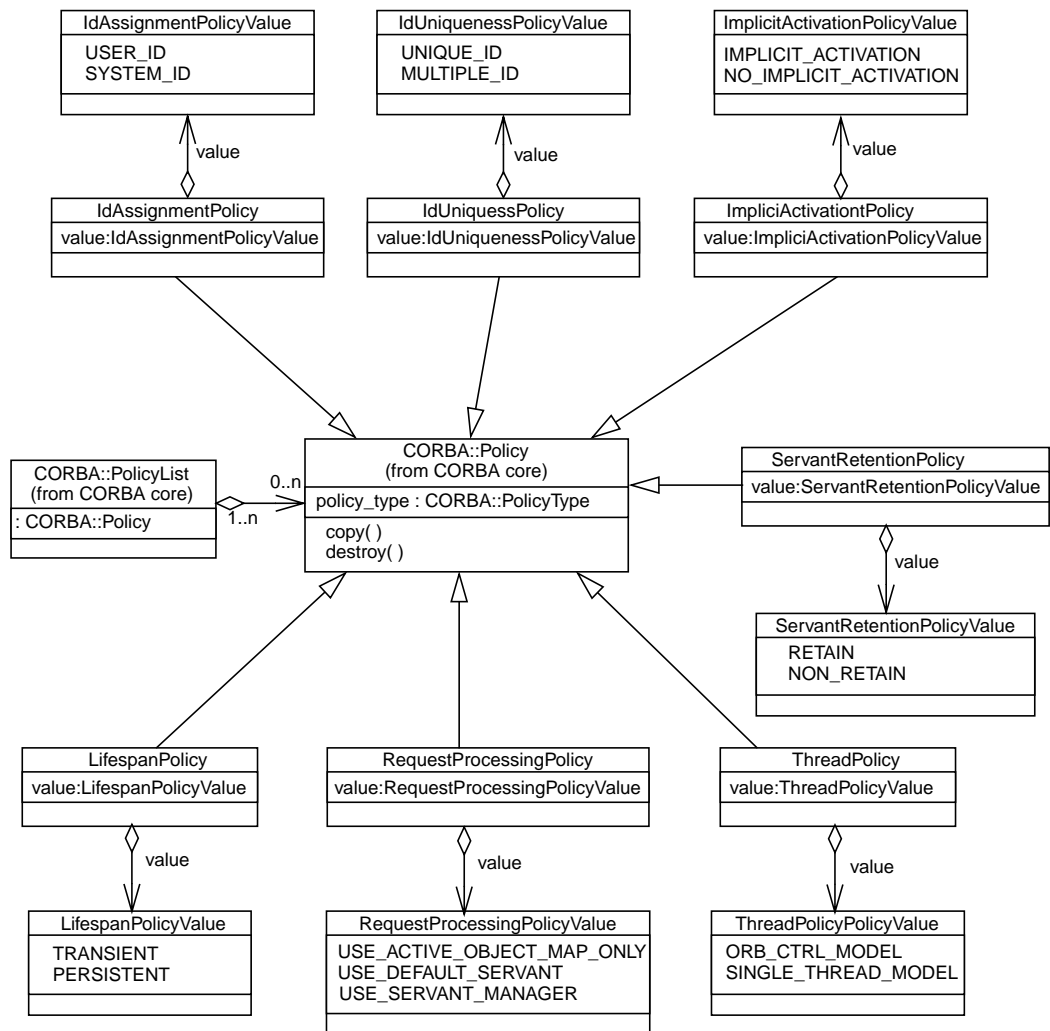 IdAssignmentPolicyValue
USER_ID
SYSTEM_ID
IdUniquenessPolicyValue
UNIQUE_ID
MULTIPLE_ID
ImplicitActivationPolicyValue
IMPLICIT_ACTIVATION
NO_IMPLICIT_ACTIVATION
value
value
value
IdAssignmentPolicy
value:IdAssignmentPolicyValue
IdUniquessPolicy
value:IdUniquenessPolicyValue
ImpliciActivationtPolicy
value:ImpliciActivationPolicyValue
CORBA::PolicyList
(from CORBA core)
: CORBA::Policy
0..n
1..n
CORBA::Policy
(from CORBA core)
policy_type : CORBA::PolicyType
copy( )
destroy( )
ServantRetentionPolicy
value:ServantRetentionPolicyValue
value
ServantRetentionPolicyValue
RETAIN
NON_RETAIN
LifespanPolicy
value:LifespanPolicyValue
RequestProcessingPolicy
value:RequestProcessingPolicyValue
ThreadPolicy
value:ThreadPolicyValue
value
value
value
LifespanPolicyValue
TRANSIENT
PERSISTENT
RequestProcessingPolicyValue
USE_ACTIVE_OBJECT_MAP_ONLY
USE_DEFAULT_SERVANT
USE_SERVANT_MANAGER
ThreadPolicyPolicyValue
ORB_CTRL_MODEL
SINGLE_THREAD_MODEL